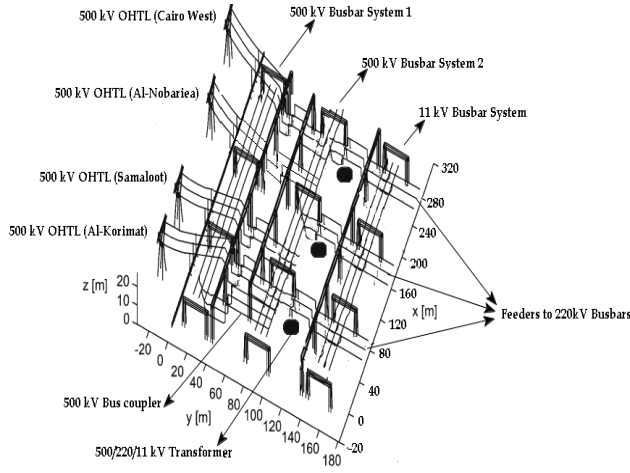 500 kV OHTL (Cairo West)
500 kV Busbar System 1
500 kV OHTL (Al-Nobariea)
500 kV Busbar System 2
11 kV Busbar System
500 kV OHTL (Samaloot)
500 kV OHTL (Al-Korimat)
z [m]
20
10
0
-20
0
20
40
60
80
100
120
140
160
180
y [m]
320
280
240
200
160
120
80
40
0
-20
x [m]
Feeders to 220kV Busbars
500 kV Bus coupler
500/220/11 kV Transformer